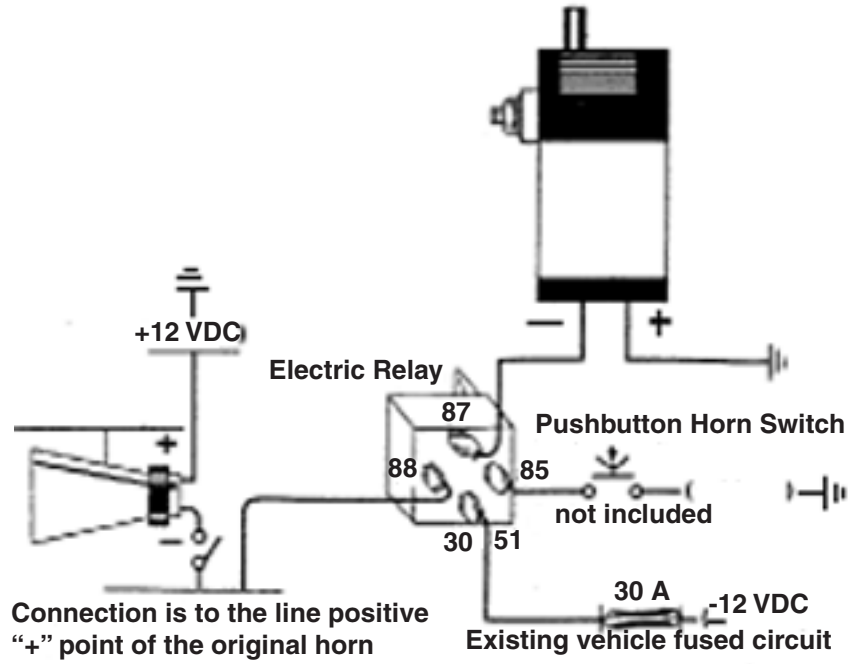 — +
+12 VDC
Electric Relay
87
Pushbutton Horn Switch
+
88
85
not included
—
30 51
30 A
-12 VDC
Connection is to the line positive
“+” point of the original horn
Existing vehicle fused circuit